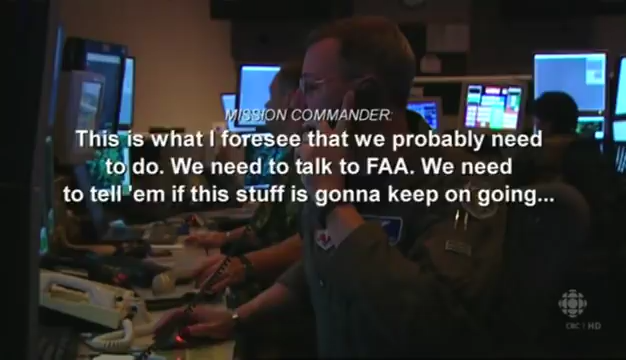 MISSION COMMANDER:
This is what I foresee that we probably need
to do. We need to talk to FAA. We need
to tell 'em if this stuff is gonna keep on going...
CBC HD